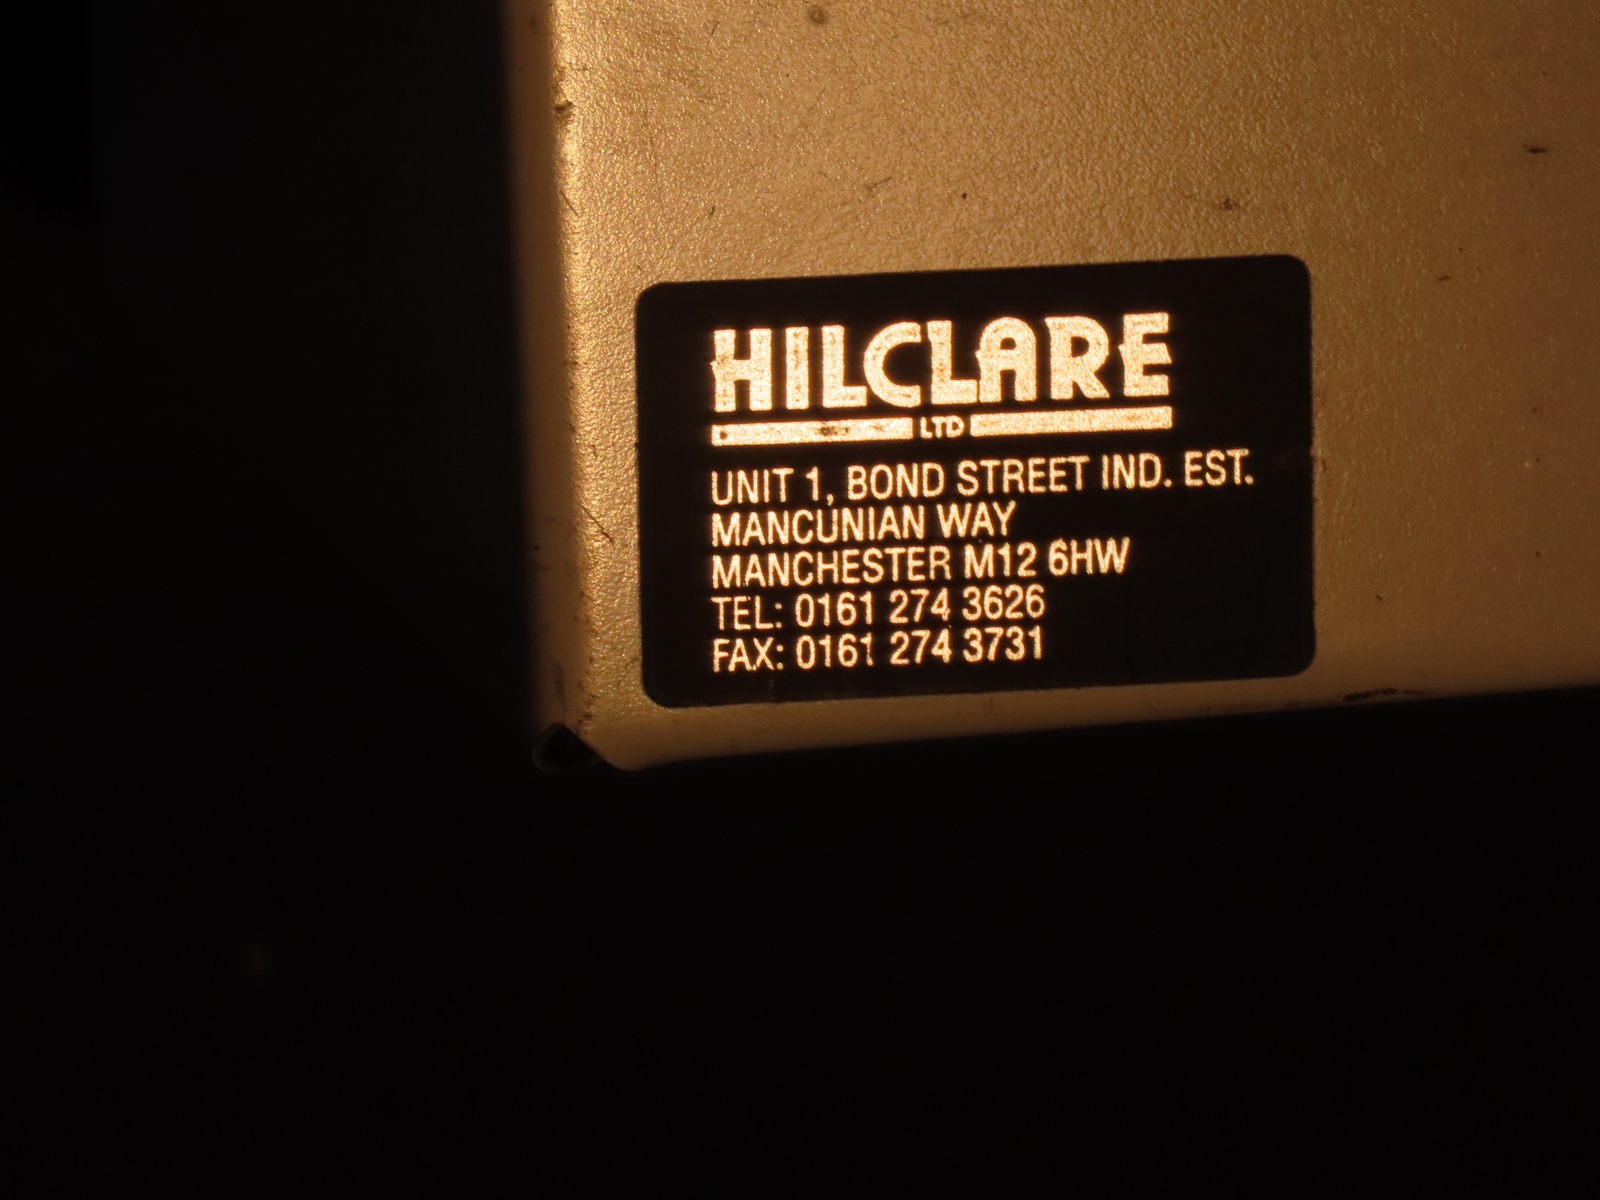 HILCLARE
LTD
UNIT 1, BOND STREET IND. EST.
MANCUNIAN WAY
MANCHESTER M12 6HW
TEL: 0161 274 3626
FAX: 0161 274 3731